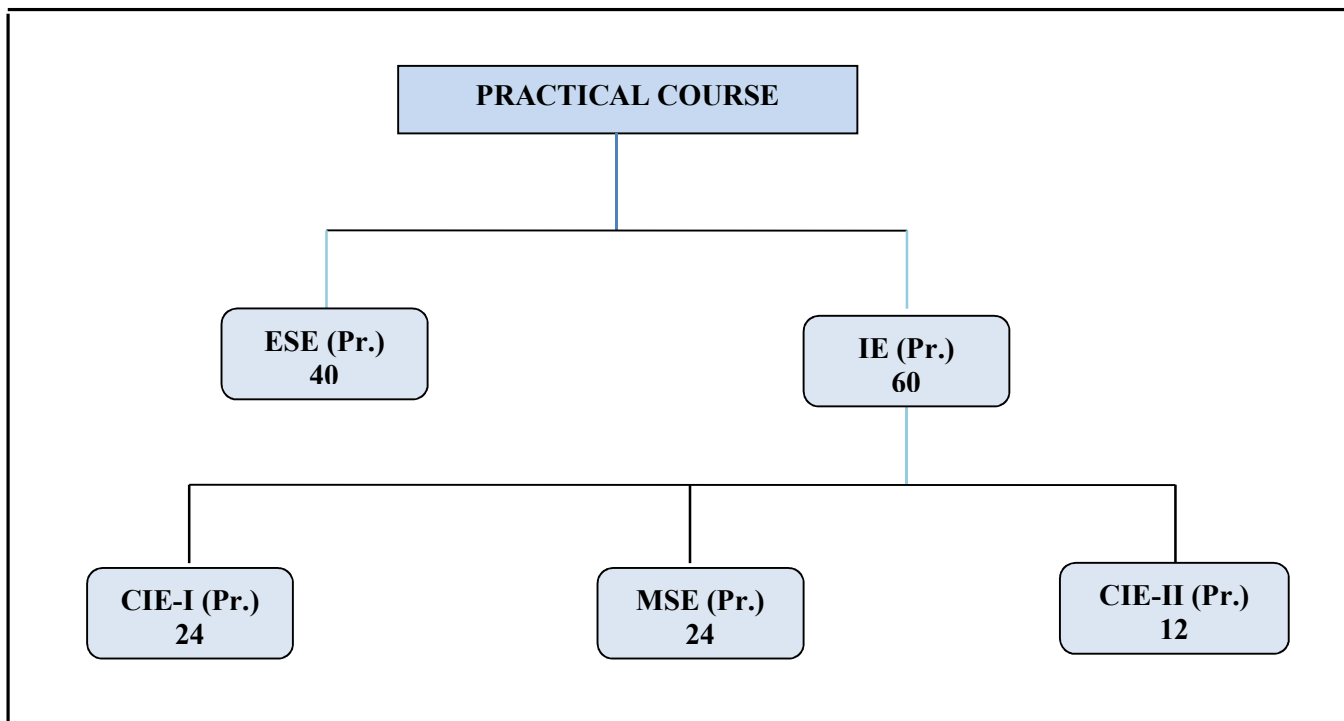 PRACTICAL COURSE
ESE (Pr.)
40
IE (Pr.)
60
CIE-I (Pr.)
24
MSE (Pr.)
24
CIE-II (Pr.)
12